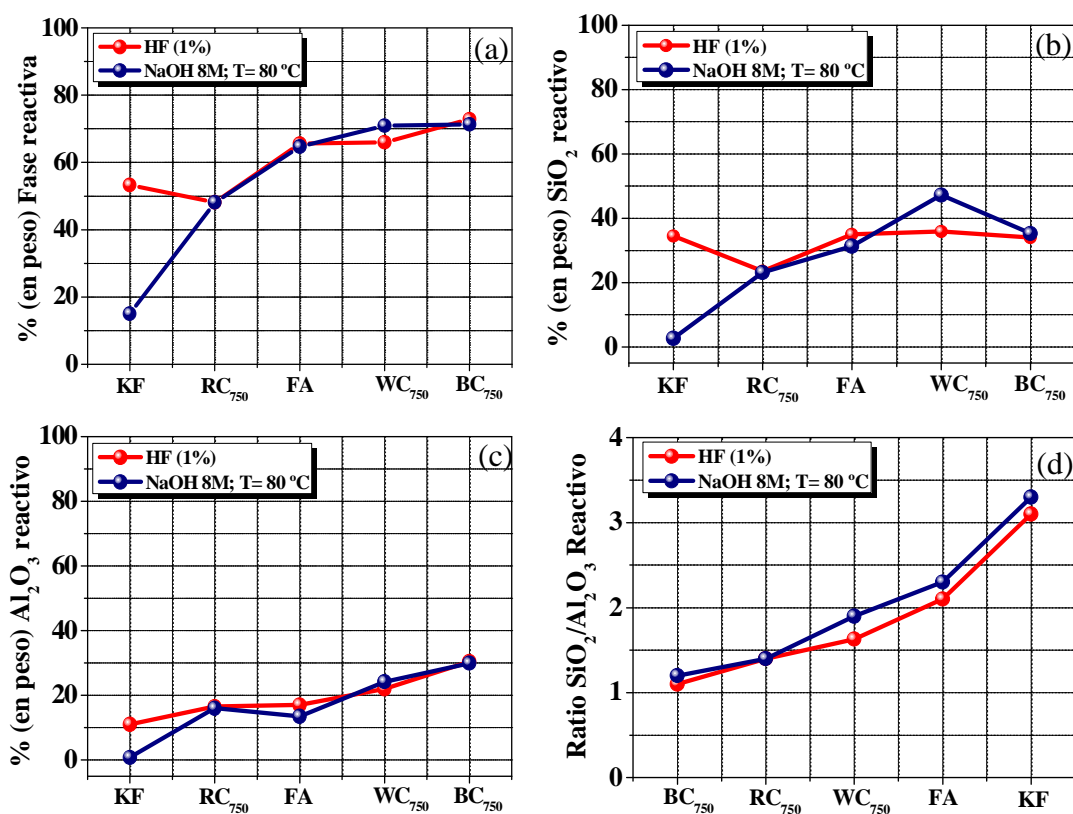 (a)
HF (1%)
NaOH 8M; T= 80 ºC
% (en peso) Fase reactiva
100
80
60
40
20
0
KF RC750 FA WC750 BC750
(b)
HF (1%)
NaOH 8M; T= 80 ºC
% (en peso) SiO2 reactivo
100
80
60
40
20
0
KF RC750 FA WC750 BC750
(c)
HF (1%)
NaOH 8M; T= 80 ºC
% (en peso) Al2O3 reactivo
100
80
60
40
20
0
KF RC750 FA WC750 BC750
(d)
HF (1%)
NaOH 8M; T= 80 ºC
Ratio SiO2/Al2O3 Reactivo
4
3
2
1
0
BC750 RC750 WC750 FA KF